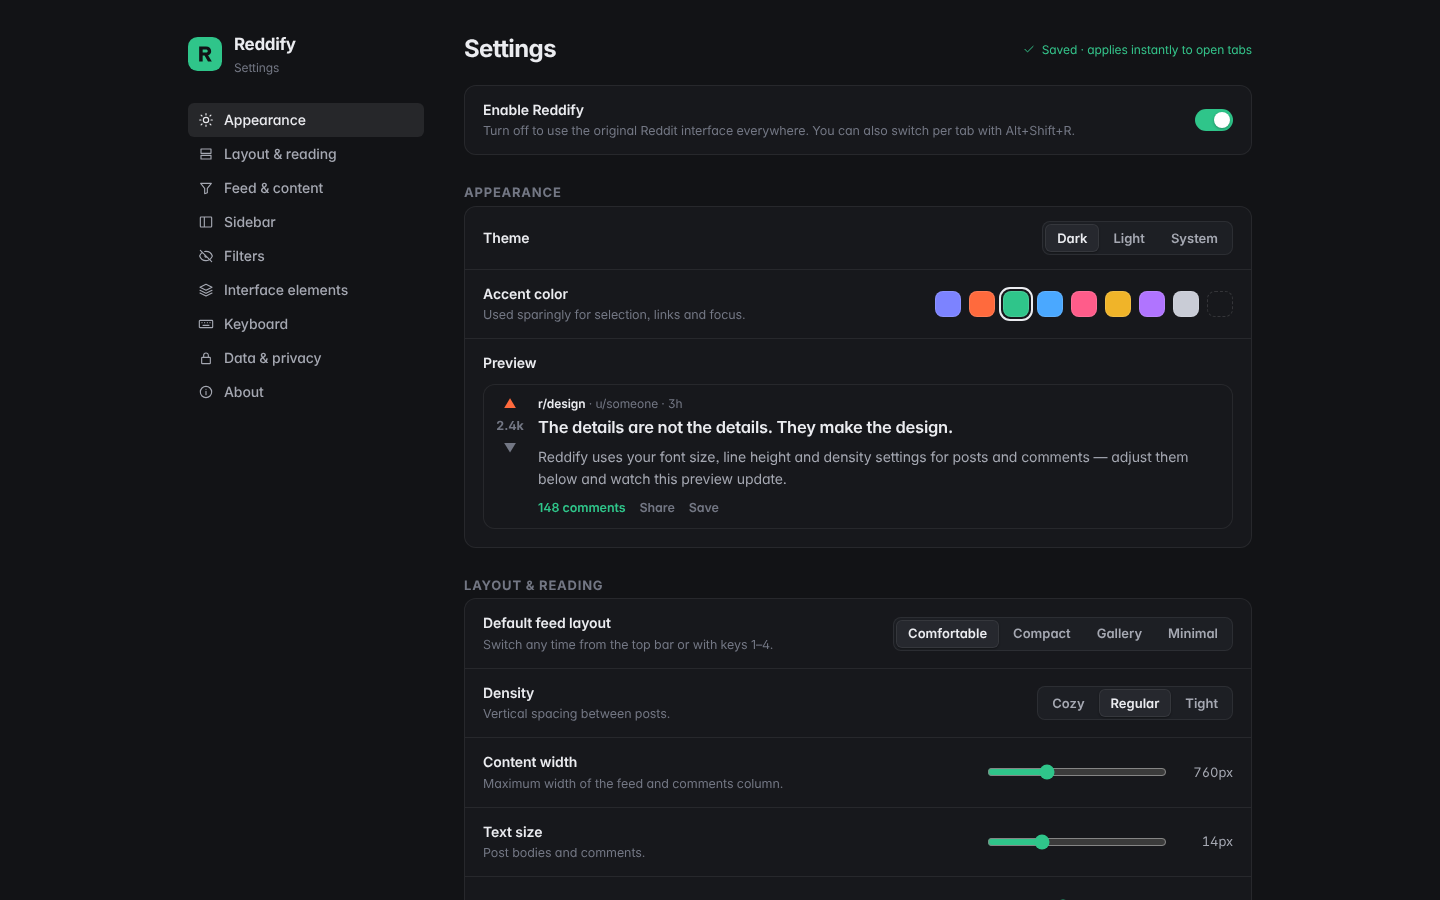 R
Reddify
Settings
Appearance
Layout & reading
Feed & content
Sidebar
Filters
Interface elements
Keyboard
Data & privacy
About
Settings
Saved · applies instantly to open tabs
Enable Reddify
Turn off to use the original Reddit interface everywhere. You can also switch per tab with Alt+Shift+R.
APPEARANCE
Theme
Dark Light System
Accent color
Used sparingly for selection, links and focus.
Preview
r/design · u/someone · 3h
2.4k
The details are not the details. They make the design.
Reddify uses your font size, line height and density settings for posts and comments — adjust them
below and watch this preview update.
148 comments Share Save
LAYOUT & READING
Default feed layout
Switch any time from the top bar or with keys 1–4.
Comfortable Compact Gallery Minimal
Density
Vertical spacing between posts.
Cozy Regular Tight
Content width
Maximum width of the feed and comments column.
760px
Text size
Post bodies and comments.
14px